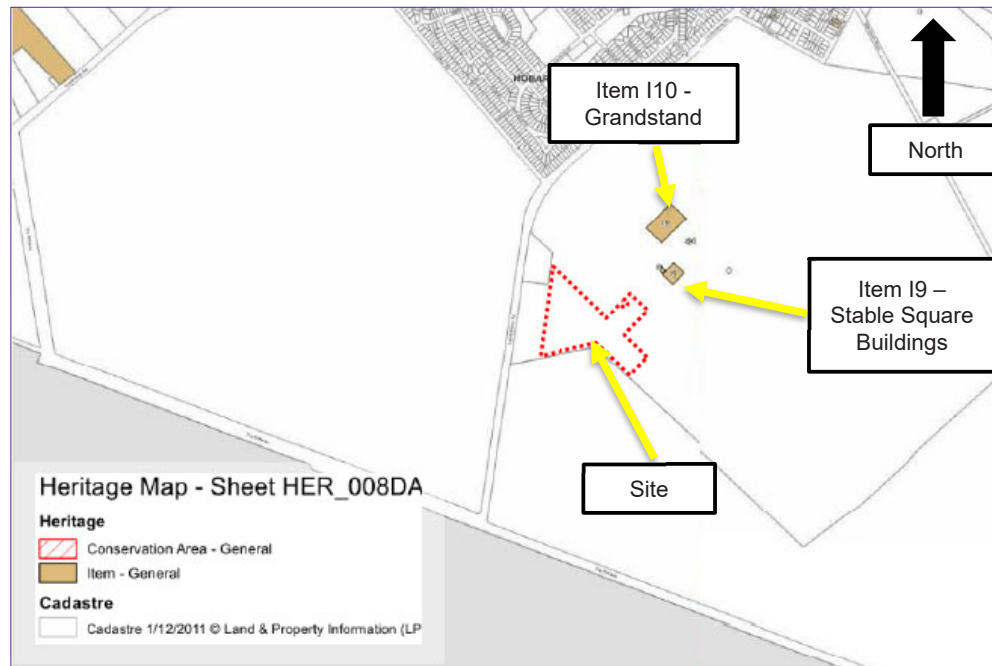 HOBAR
Item I10 -
Grandstand
North
Item I9 –
Stable Square
Buildings
Site
Heritage Map - Sheet HER_008DA
Heritage
Conservation Area - General
Item - General
Cadastre
Cadastre 1/12/2011 © Land & Property Information (LP